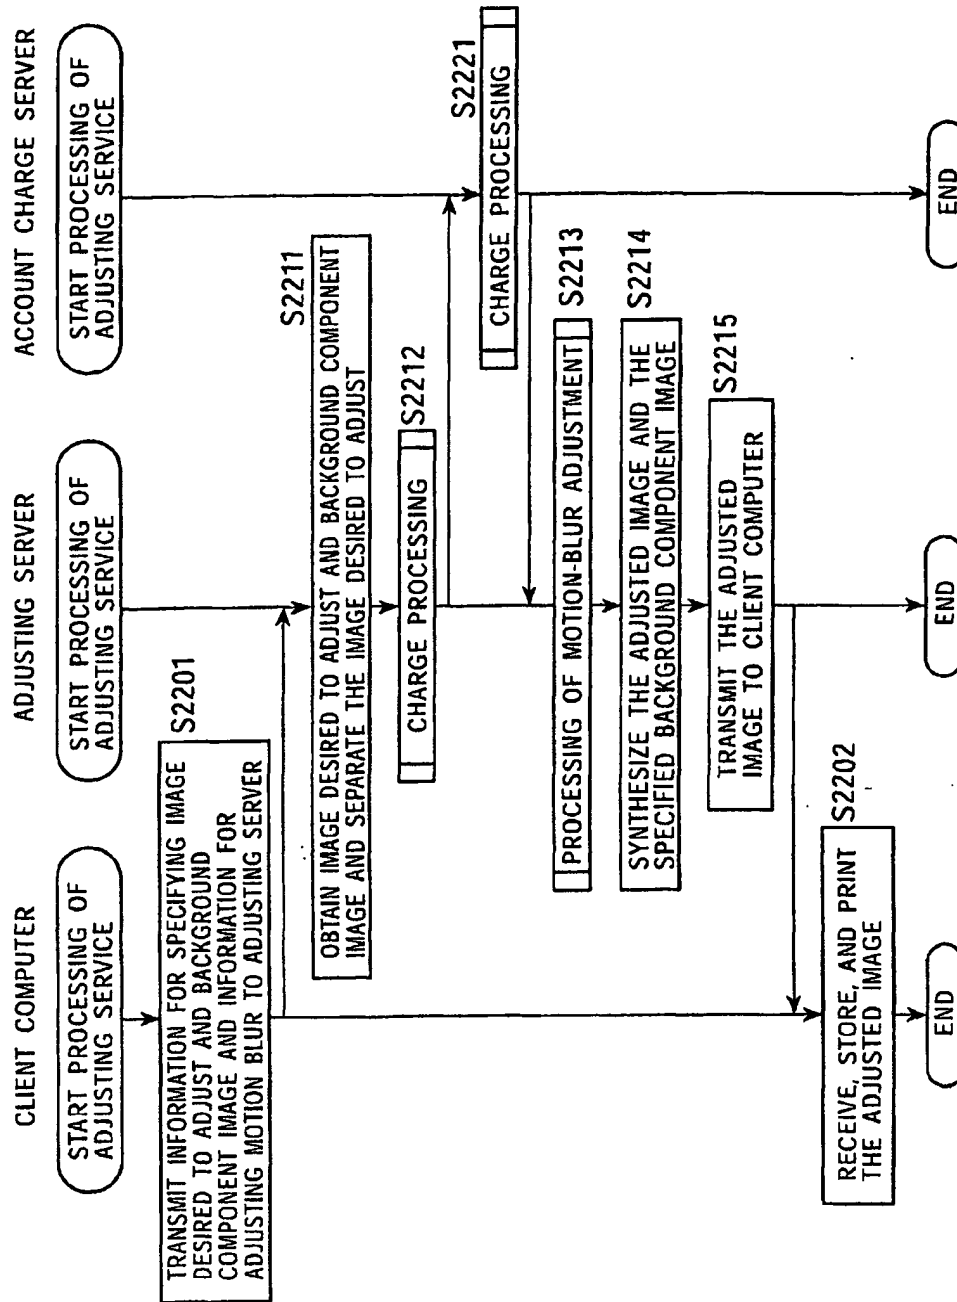 CLIENT COMPUTER
START PROCESSING OF
ADJUSTING SERVICE
TRANSMIT INFORMATION FOR SPECIFYING IMAGE
DESIRED TO ADJUST AND BACKGROUND
COMPONENT IMAGE AND INFORMATION FOR
ADJUSTING MOTION BLUR TO ADJUSTING SERVER
S2201
RECEIVE, STORE, AND PRINT
THE ADJUSTED IMAGE
S2202
END
ADJUSTING SERVER
START PROCESSING OF
ADJUSTING SERVICE
OBTAIN IMAGE DESIRED TO ADJUST AND BACKGROUND COMPONENT
IMAGE AND SEPARATE THE IMAGE DESIRED TO ADJUST
S2211
CHARGE PROCESSING
S2212
PROCESSING OF MOTION-BLUR ADJUSTMENT
S2213
SYNTHESIZE THE ADJUSTED IMAGE AND THE
SPECIFIED BACKGROUND COMPONENT IMAGE
S2214
TRANSMIT THE ADJUSTED
IMAGE TO CLIENT COMPUTER
S2215
END
ACCOUNT CHARGE SERVER
START PROCESSING OF
ADJUSTING SERVICE
CHARGE PROCESSING
S2221
END